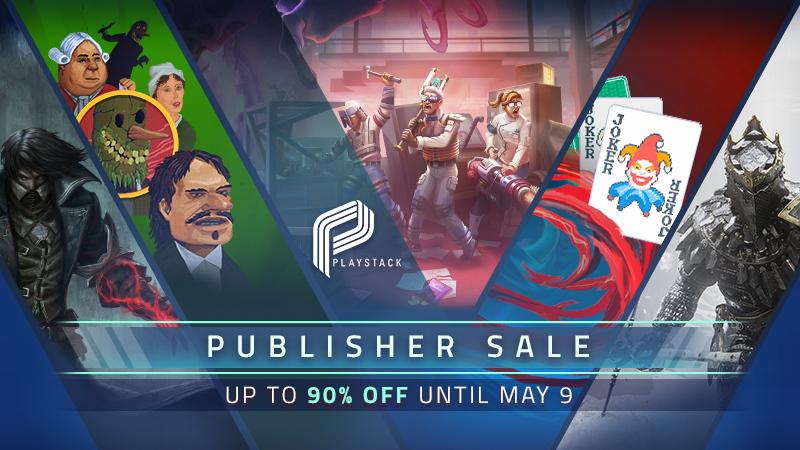 JOKER
JOKER
JOKER
PLAYSTACK
PUBLISHER SALE
UP TO 90% OFF UNTIL MAY 9